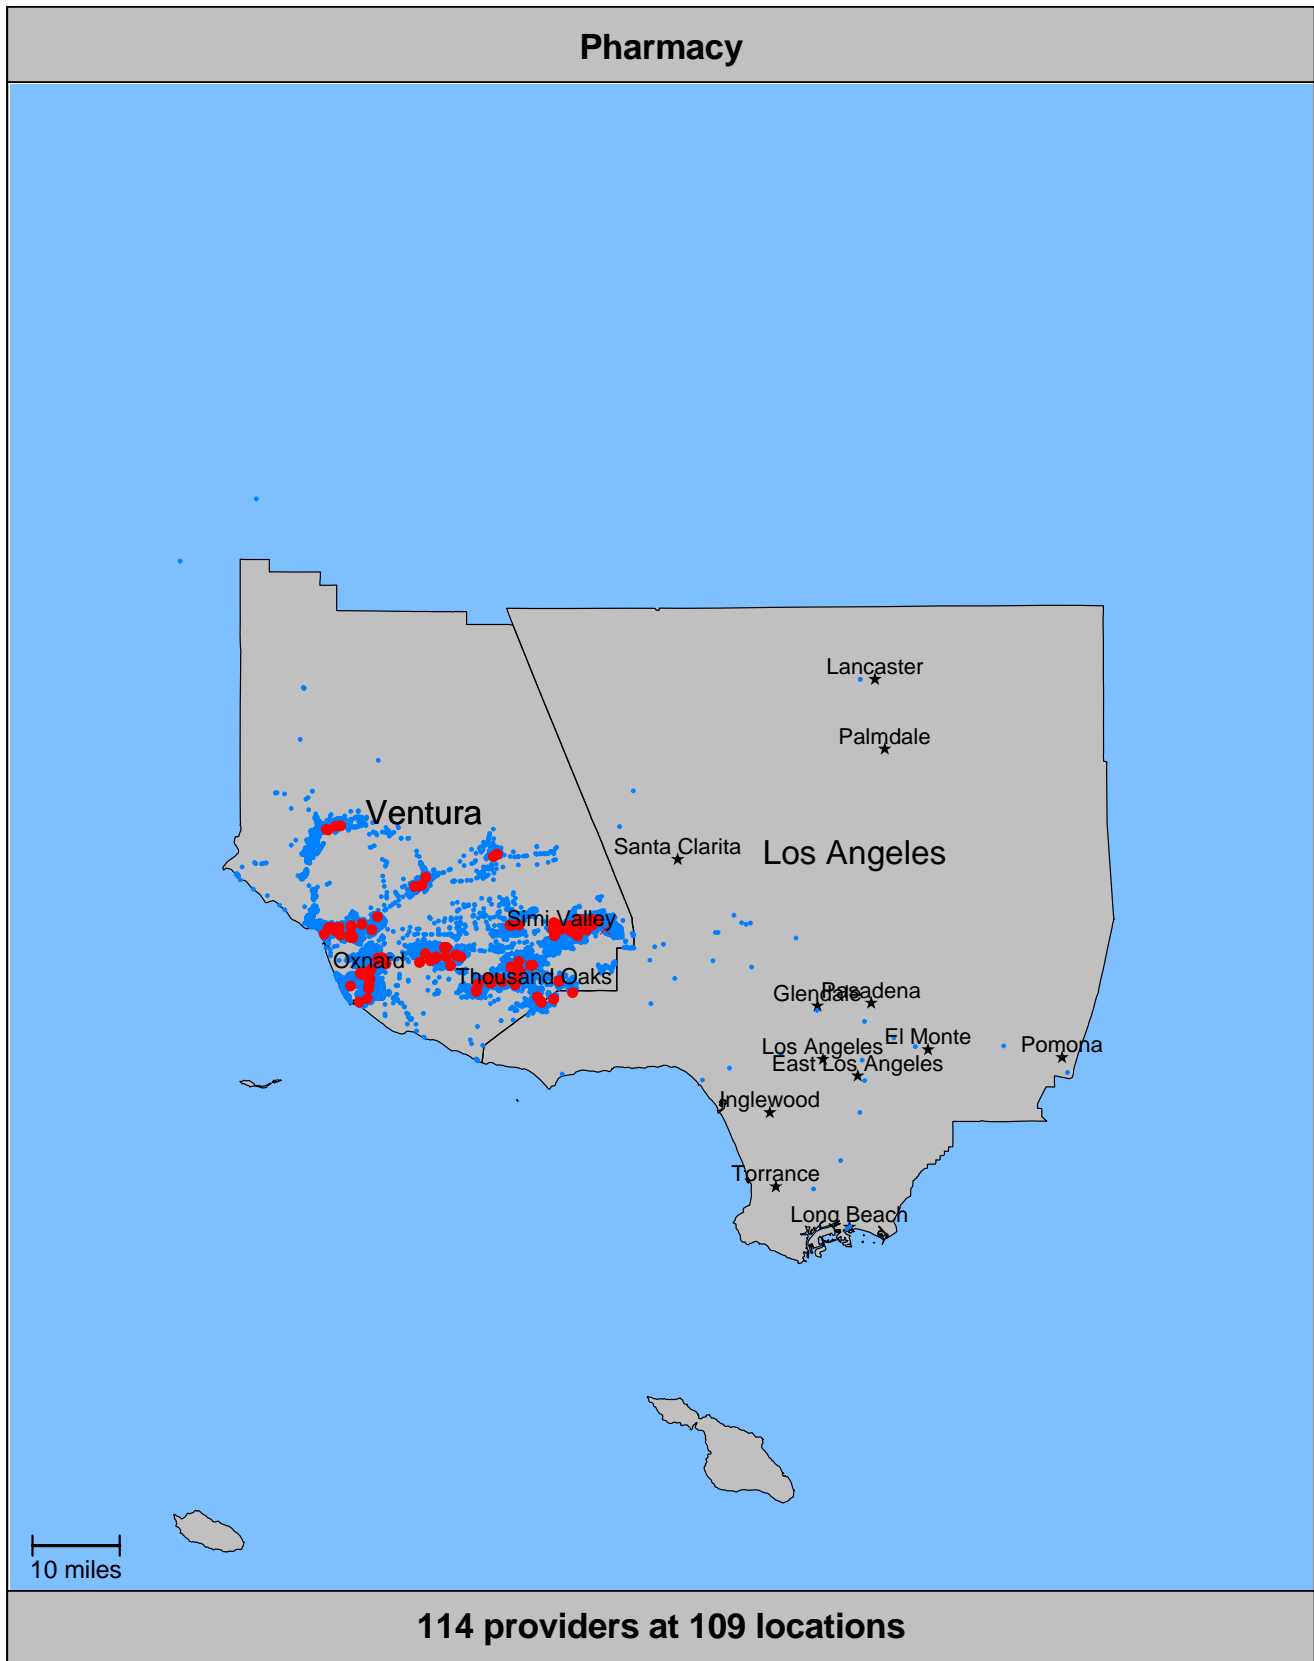 Pharmacy
Lancaster
Palmdale
Ventura
Santa Clarita
Los Angeles
Simi Valley
Oxnard
Thousand Oaks
Glendale
Pasadena
El Monte
Los Angeles
Pomona
East Los Angeles
Inglewood
Torrance
Long Beach
10 miles
114 providers at 109 locations